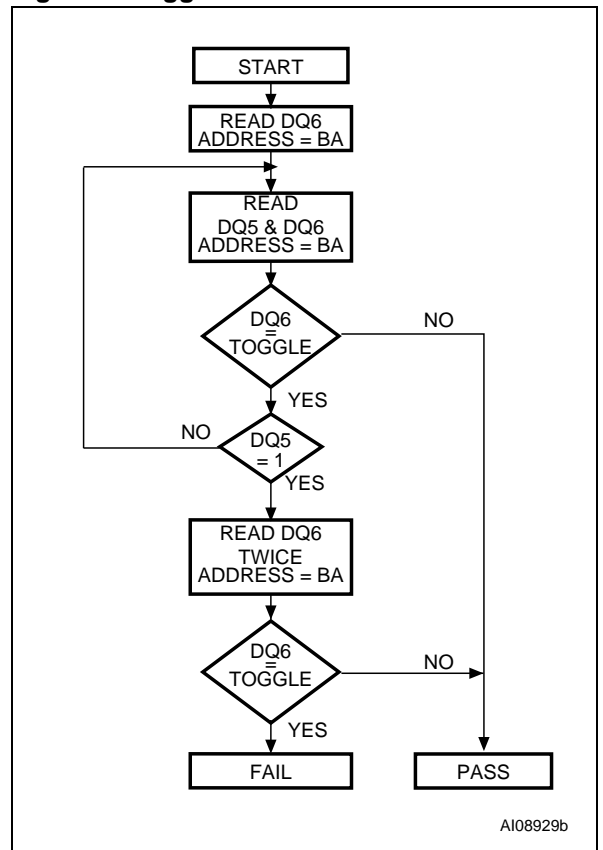 START
READ DQ6
ADDRESS = BA
READ
DQ5 & DQ6
ADDRESS = BA
DQ6
=
TOGGLE
NO
YES
NO
DQ5
= 1
YES
READ DQ6
TWICE
ADDRESS = BA
DQ6
=
TOGGLE
NO
YES
FAIL
PASS
AI08929b